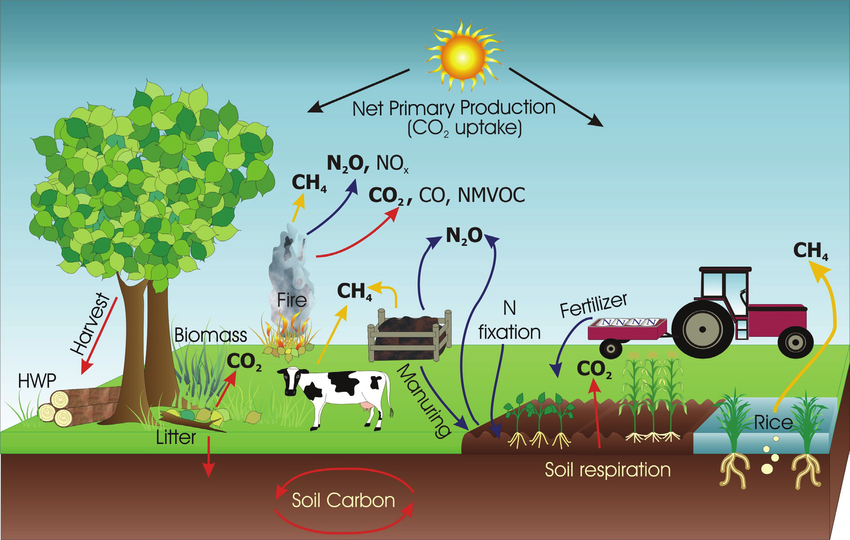 Net Primary Production
(CO₂ uptake)
N₂O, NOₓ
CH₄
CO₂, CO, NMVOC
N₂O
CH₄
Fire
CH₄
N
fixation
Fertilizer
Harvest
Biomass
CO₂
CO₂
HWP
Manuring
Rice
Litter
Soil respiration
Soil Carbon